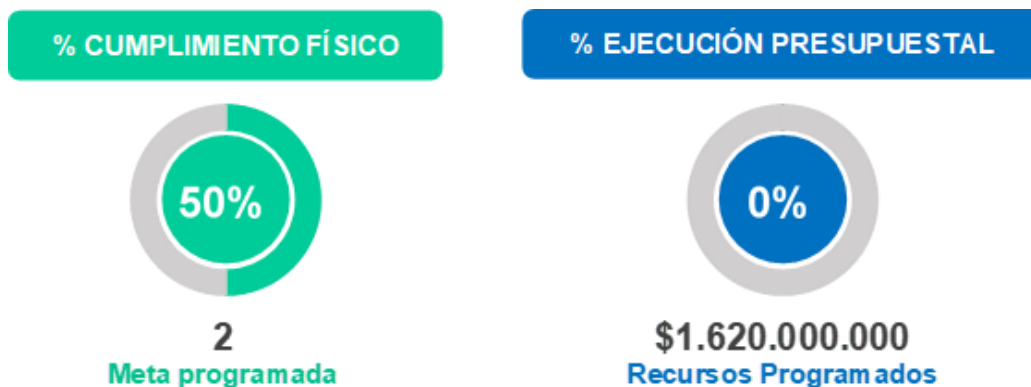 % CUMPLIMIENTO FÍSICO
50%
2
Meta programada
% EJECUCIÓN PRESUPUESTAL
0%
$1.620.000.000
Recursos Programados